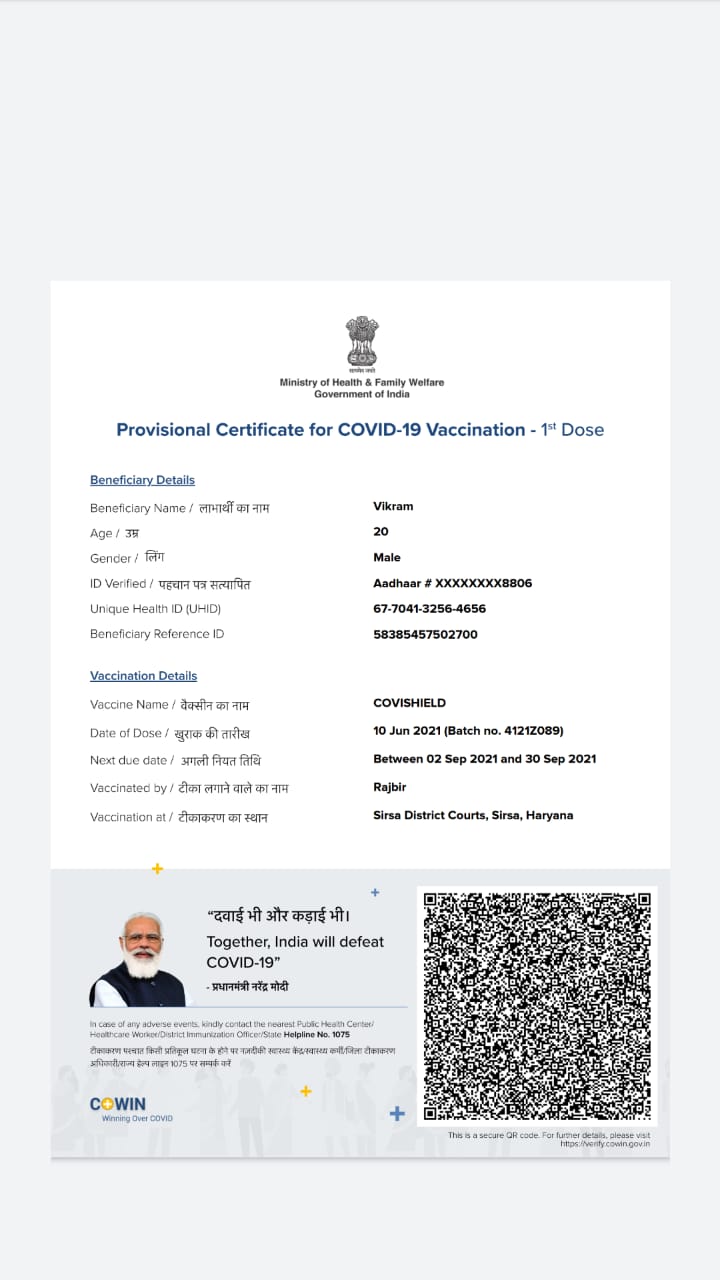 सत्यमेव जयते
Ministry of Health & Family Welfare
Government of India
Provisional Certificate for COVID-19 Vaccination - 1st Dose
Beneficiary Details
Beneficiary Name / लाभार्थी का नाम Vikram
Age / उम्र 20
Gender / लिंग Male
ID Verified / पहचान पत्र सत्यापित Aadhaar # XXXXXXXX8806
Unique Health ID (UHID) 67-7041-3256-4656
Beneficiary Reference ID 58385457502700
Vaccination Details
Vaccine Name / वैक्सीन का नाम COVISHIELD
Date of Dose / खुराक की तारीख 10 Jun 2021 (Batch no. 4121Z089)
Next due date / अगली नियत तिथि Between 02 Sep 2021 and 30 Sep 2021
Vaccinated by / टीका लगाने वाले का नाम Rajbir
Vaccination at / टीकाकरण का स्थान Sirsa District Courts, Sirsa, Haryana
“दवाई भी और कड़ाई भी।
Together, India will defeat
COVID-19”
- प्रधानमंत्री नरेंद्र मोदी
In case of any adverse events, kindly contact the nearest Public Health Center/
Healthcare Worker/District Immunization Officer/State Helpline No. 1075
टीकाकरण पश्चात किसी प्रतिकूल घटना के होने पर नज़दीकी स्वास्थ्य केंद्र/स्वास्थ्य कर्मी/जिला टीकाकरण
अधिकारी/राज्य हेल्प लाइन 1075 पर सम्पर्क करें
COWIN
Winning Over COVID
This is a secure QR code. For further details, please visit
https://verify.cowin.gov.in